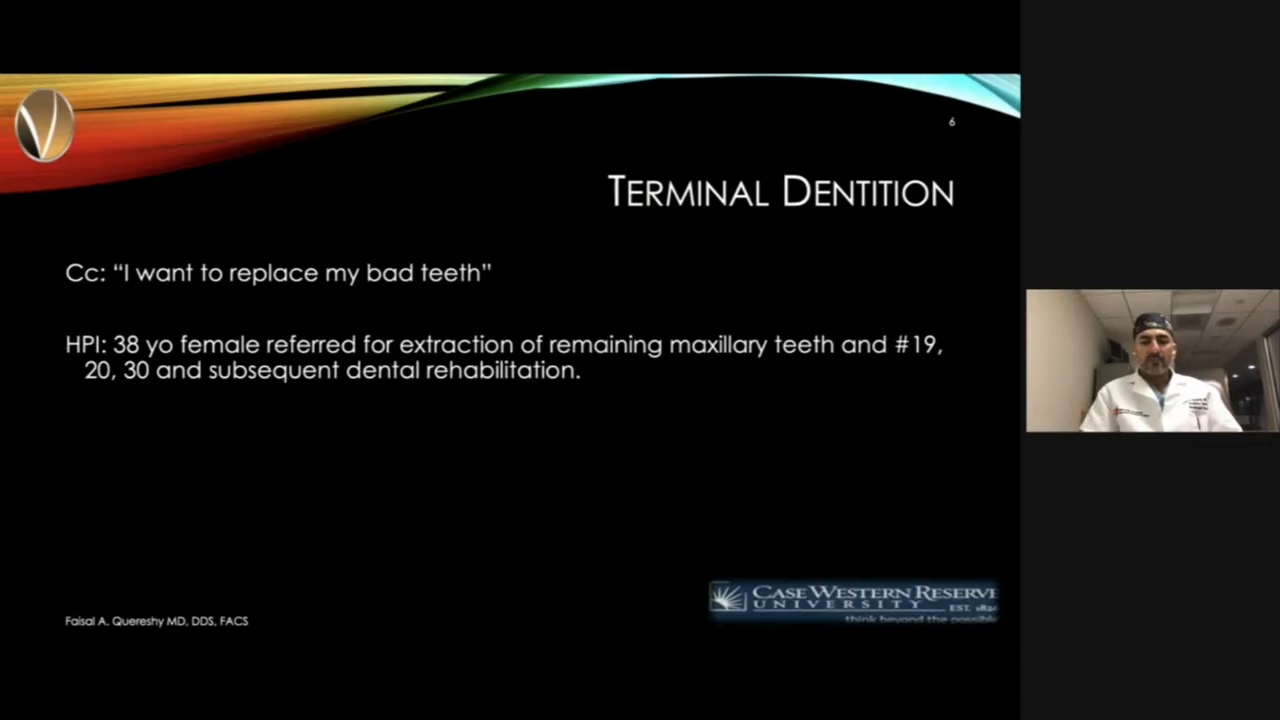 6
TERMINAL DENTITION
Cc: “I want to replace my bad teeth”
HPI: 38 yo female referred for extraction of remaining maxillary teeth and #19,
20, 30 and subsequent dental rehabilitation.
CASE WESTERN RESERVE
UNIVERSITY EST. 1826
think beyond the possible
Faisal A. Quereshy MD, DDS, FACS